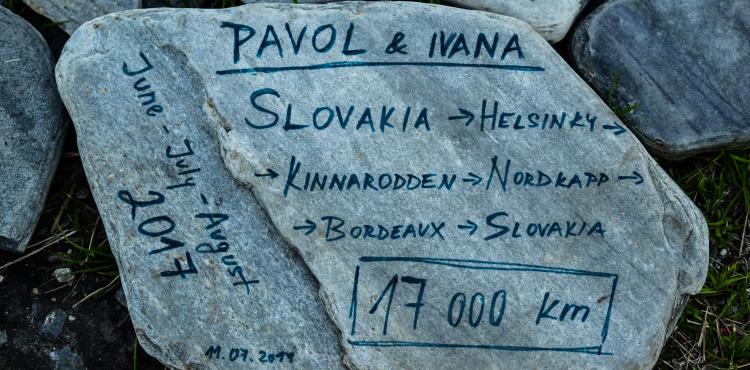 PAVOL & IVANA
SLOVAKIA → HELSINKY →
→ KINNARODDEN → NORDKAPP →
→ BORDEAUX → SLOVAKIA
17 000 km
June - July - August
2017
11.07.2017